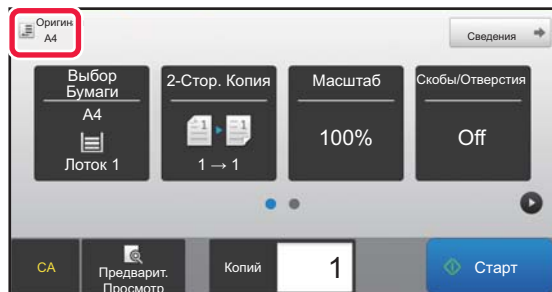 Оригин
A4
Сведения
Выбор
Бумаги
A4
Лоток 1
2-Стор. Копия
1 → 1
Масштаб
100%
Скобы/Отверстия
Off
CA
Предварит.
Просмотр
Копий
1
Старт